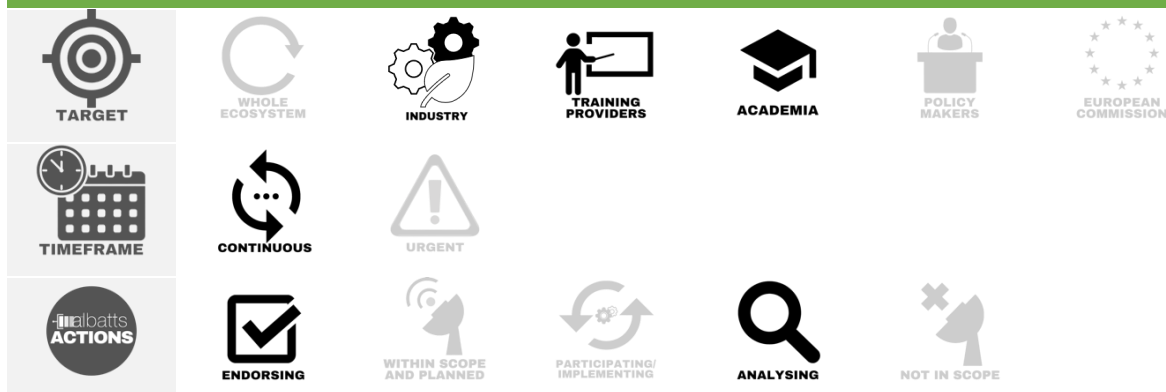 TARGET
WHOLE
ECOSYSTEM
INDUSTRY
TRAINING
PROVIDERS
ACADEMIA
POLICY
MAKERS
EUROPEAN
COMMISSION
TIMEFRAME
CONTINUOUS
URGENT
albatts
ACTIONS
ENDORSING
WITHIN SCOPE
AND PLANNED
PARTICIPATING/
IMPLEMENTING
ANALYSING
NOT IN SCOPE